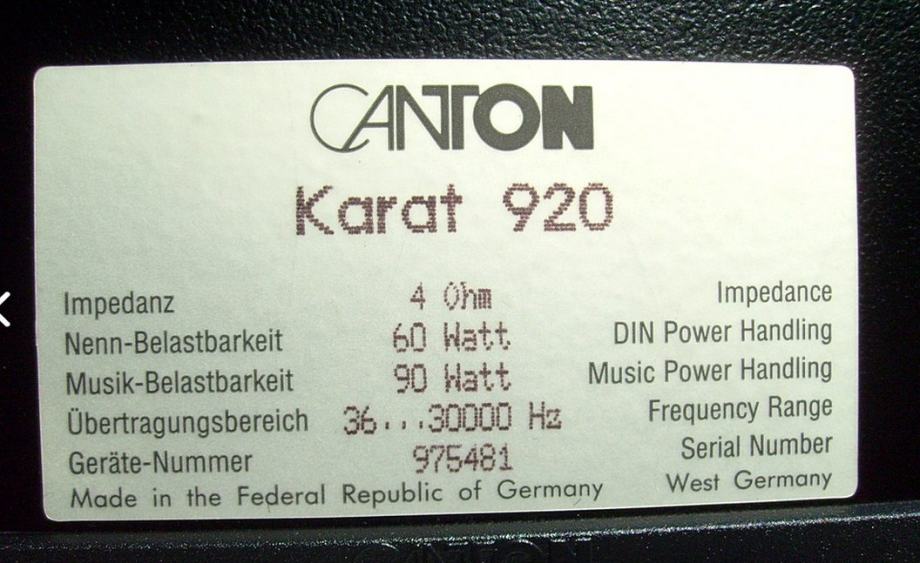 CANTON
Karat 920
Impedanz 4 Ohm Impedance
Nenn-Belastbarkeit 60 Watt DIN Power Handling
Musik-Belastbarkeit 90 Watt Music Power Handling
Übertragungsbereich 36...30000 Hz Frequency Range
Geräte-Nummer 975481 Serial Number
Made in the Federal Republic of Germany West Germany
CANTON